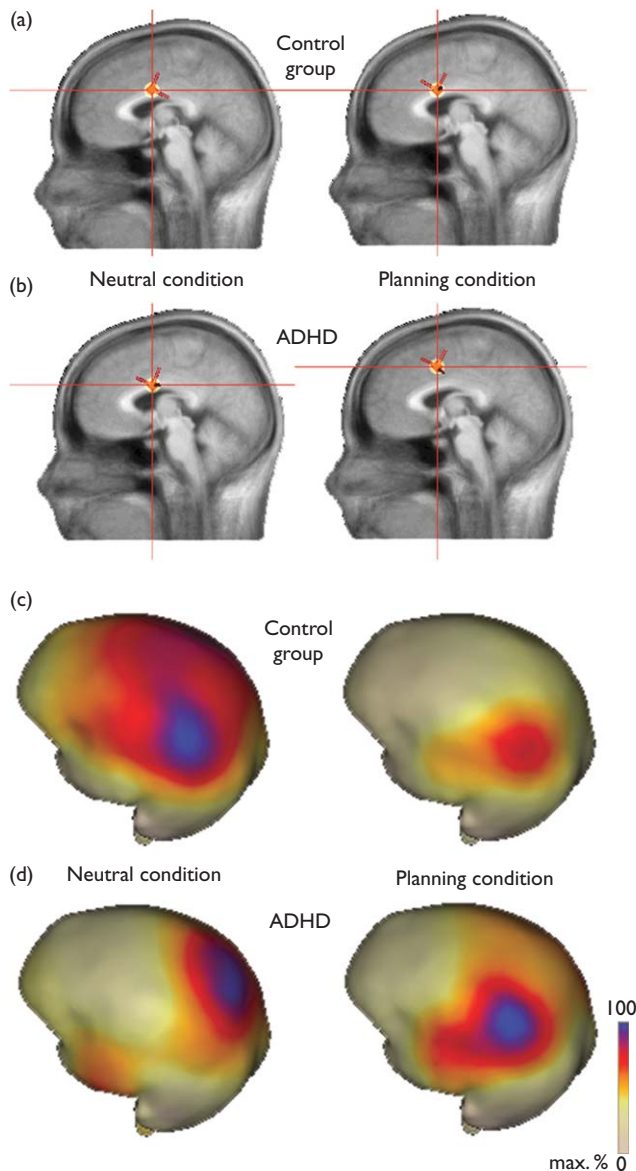 (a)
Control
group
(b)
Neutral condition
Planning condition
ADHD
(c)
Control
group
(d)
Neutral condition
Planning condition
ADHD
100
max. % 0